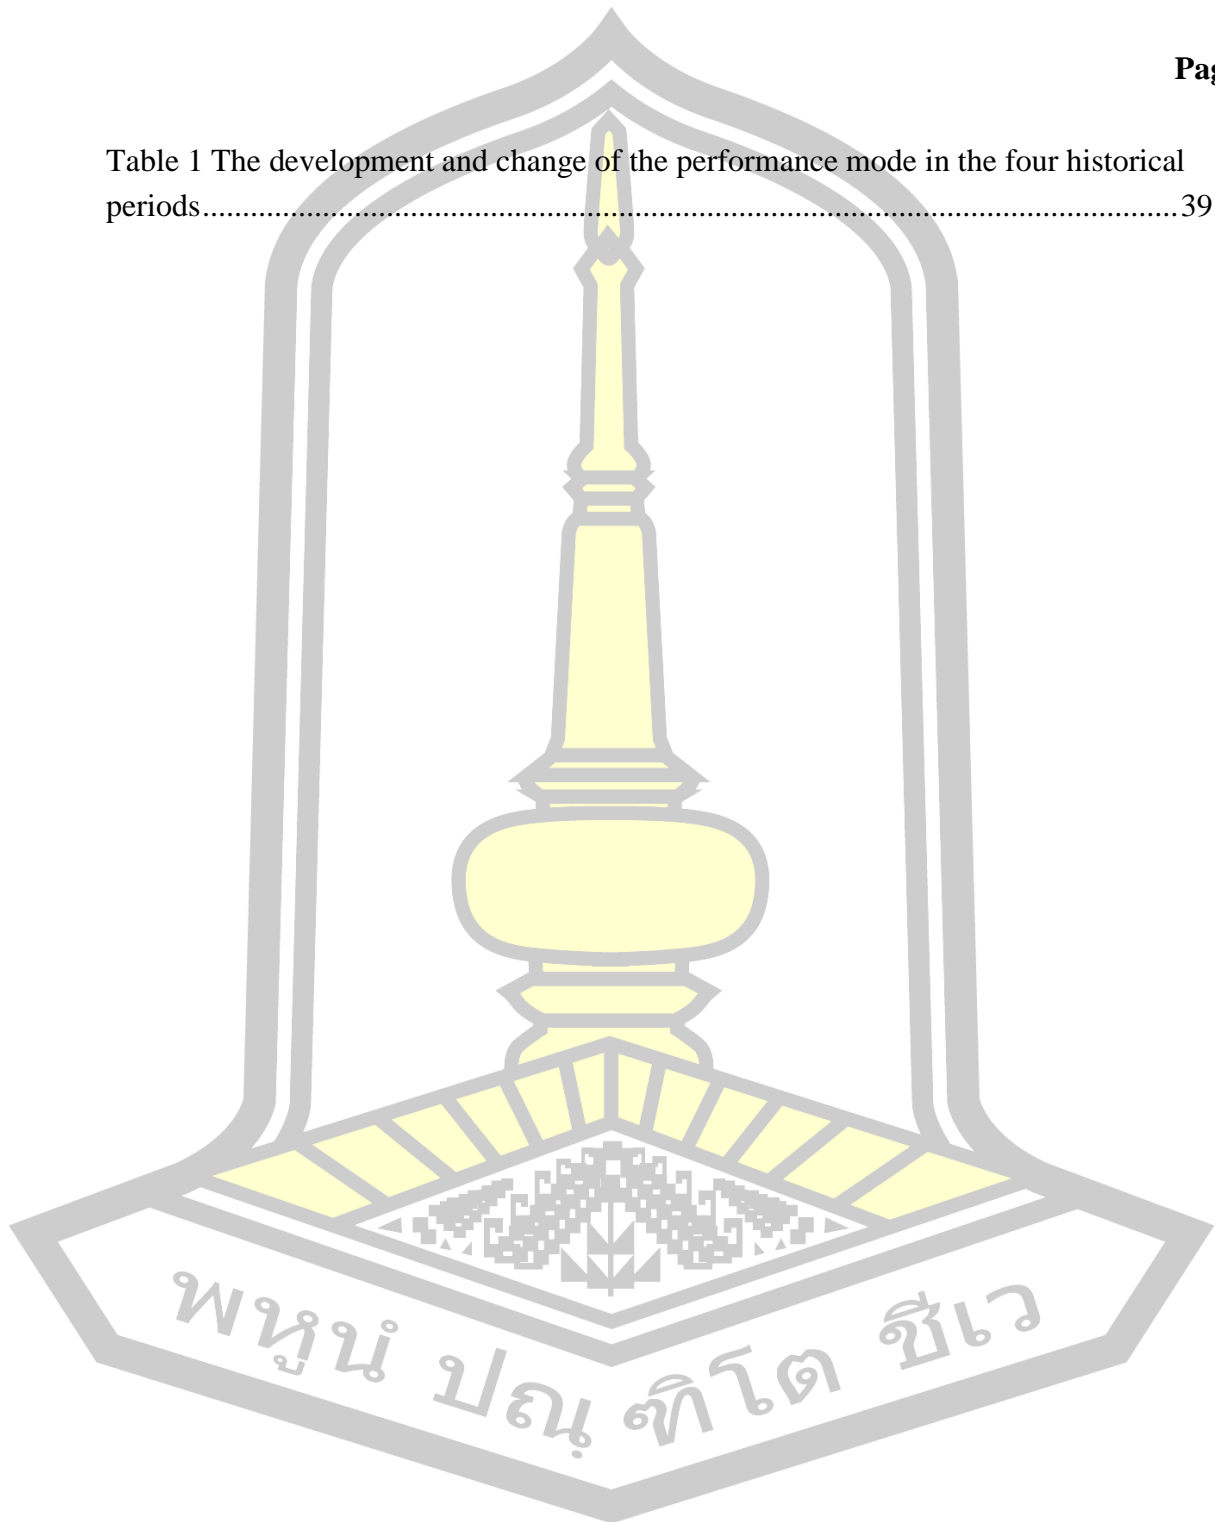 Pag
Table 1 The development and change of the performance mode in the four historical
periods.........................................................................................................................39
พหูนํ ปณฺฑิโต ชีเว